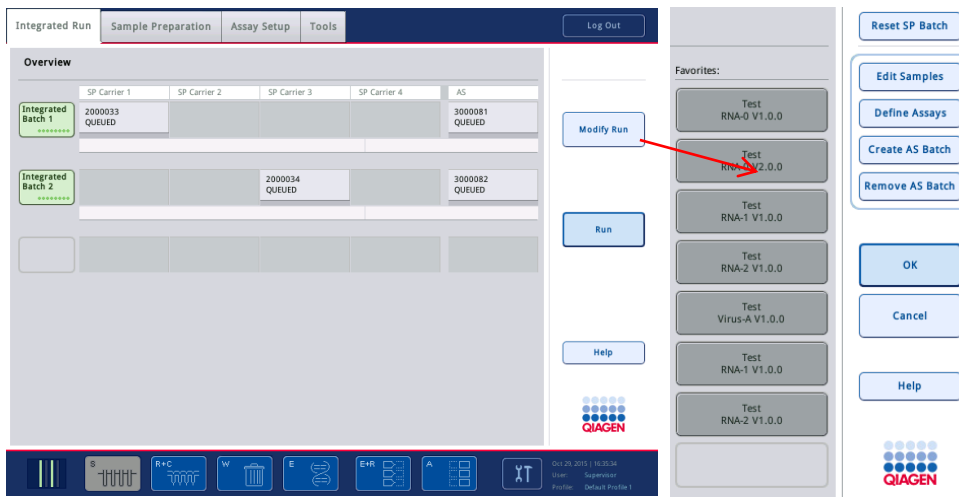 Integrated Run
Sample Preparation
Assay Setup
Tools
Log Out
Overview
SP Carrier 1
SP Carrier 2
SP Carrier 3
SP Carrier 4
AS
Integrated
Batch 1
2000033
QUEUED
3000081
QUEUED
Integrated
Batch 2
2000034
QUEUED
3000082
QUEUED
Modify Run
Run
Help
QIAGEN
S
R+C
W
E
E+R
A
Oct 29, 2015 | 16:35:34
User: Supervisor
Profile: Default Profile 1
Favorites:
Test
RNA-0 V1.0.0
Test
RNA-0 V2.0.0
Test
RNA-1 V1.0.0
Test
RNA-2 V1.0.0
Test
Virus-A V1.0.0
Test
RNA-1 V1.0.0
Test
RNA-2 V1.0.0
Reset SP Batch
Edit Samples
Define Assays
Create AS Batch
Remove AS Batch
OK
Cancel
Help
QIAGEN